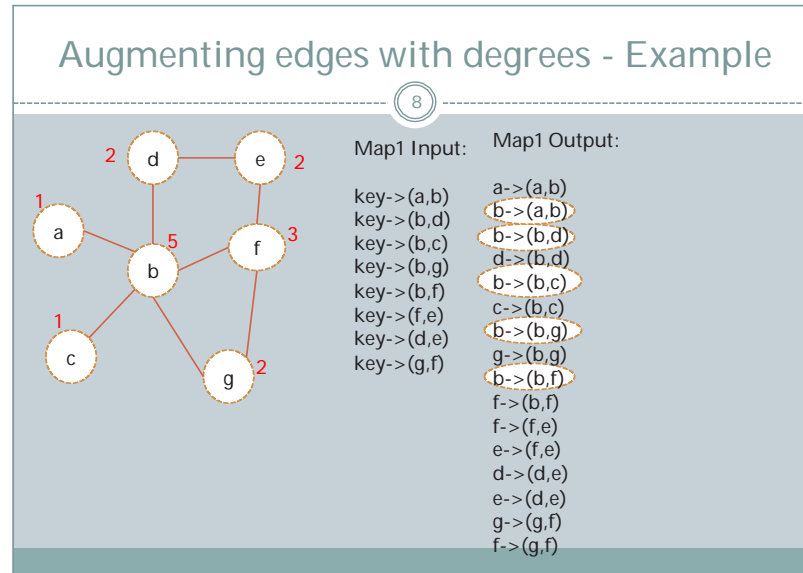 Augmenting edges with degrees - Example
8
2
d
e
2
1
a
5
b
f
3
1
c
g
2
Map1 Input:
key->(a,b)
key->(b,d)
key->(b,c)
key->(b,g)
key->(b,f)
key->(f,e)
key->(d,e)
key->(g,f)
Map1 Output:
a->(a,b)
b->(a,b)
b->(b,d)
d->(b,d)
b->(b,c)
c->(b,c)
b->(b,g)
g->(b,g)
b->(b,f)
f->(b,f)
f->(f,e)
e->(f,e)
d->(d,e)
e->(d,e)
g->(g,f)
f->(g,f)